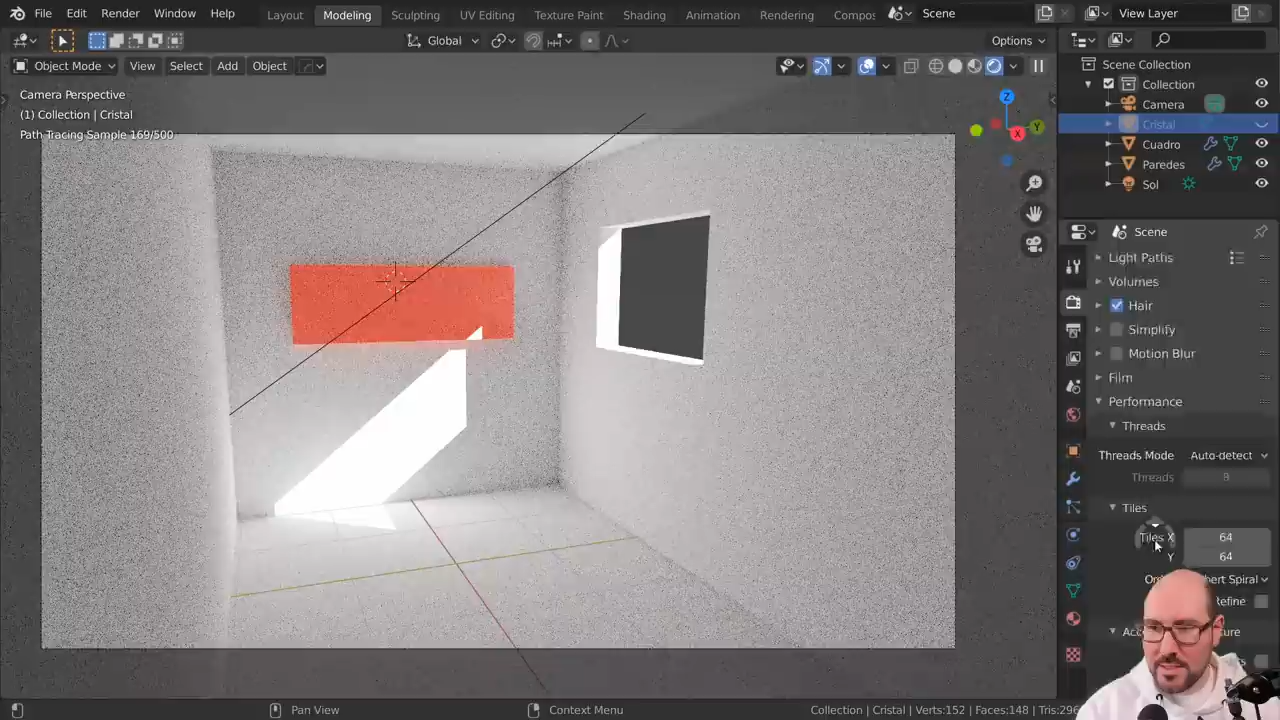 File Edit Render Window Help Layout Modeling Sculpting UV Editing Texture Paint Shading Animation Rendering Compos Scene View Layer
Global Options
Object Mode View Select Add Object
Camera Perspective
(1) Collection | Cristal
Path Tracing Sample 169/500
Z
Y
X
Scene Collection
Collection
Camera
Cristal
Cuadro
Paredes
Sol
Scene
Light Paths
Volumes
Hair
Simplify
Motion Blur
Film
Performance
Threads
Threads Mode Auto-detect
Threads 8
Tiles
Tiles X 64
Y 64
Spiral
Refine
Pan View Context Menu Collection | Cristal | Verts:152 | Faces:148 | Tris:296